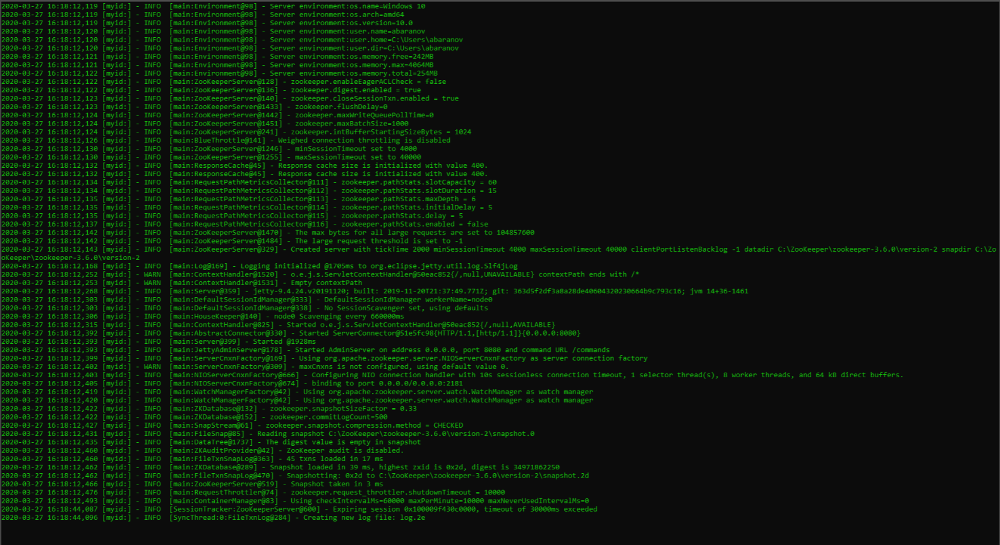 2020-03-27 16:18:12,119 [myid:] - INFO  [main:Environment@98] - Server environment:os.name=Windows 10
2020-03-27 16:18:12,119 [myid:] - INFO  [main:Environment@98] - Server environment:os.arch=amd64
2020-03-27 16:18:12,119 [myid:] - INFO  [main:Environment@98] - Server environment:os.version=10.0
2020-03-27 16:18:12,120 [myid:] - INFO  [main:Environment@98] - Server environment:user.name=abaranov
2020-03-27 16:18:12,120 [myid:] - INFO  [main:Environment@98] - Server environment:user.home=C:\Users\abaranov
2020-03-27 16:18:12,120 [myid:] - INFO  [main:Environment@98] - Server environment:user.dir=C:\Users\abaranov
2020-03-27 16:18:12,121 [myid:] - INFO  [main:Environment@98] - Server environment:os.memory.free=242MB
2020-03-27 16:18:12,121 [myid:] - INFO  [main:Environment@98] - Server environment:os.memory.max=4064MB
2020-03-27 16:18:12,122 [myid:] - INFO  [main:Environment@98] - Server environment:os.memory.total=254MB
2020-03-27 16:18:12,122 [myid:] - INFO  [main:ZooKeeperServer@128] - zookeeper.enableEagerACLCheck = false
2020-03-27 16:18:12,122 [myid:] - INFO  [main:ZooKeeperServer@136] - zookeeper.digest.enabled = true
2020-03-27 16:18:12,123 [myid:] - INFO  [main:ZooKeeperServer@140] - zookeeper.closeSessionTxn.enabled = true
2020-03-27 16:18:12,123 [myid:] - INFO  [main:ZooKeeperServer@1433] - zookeeper.flushDelay=0
2020-03-27 16:18:12,124 [myid:] - INFO  [main:ZooKeeperServer@1442] - zookeeper.maxWriteQueuePollTime=0
2020-03-27 16:18:12,124 [myid:] - INFO  [main:ZooKeeperServer@1451] - zookeeper.maxBatchSize=1000
2020-03-27 16:18:12,124 [myid:] - INFO  [main:ZooKeeperServer@241] - zookeeper.intBufferStartingSizeBytes = 1024
2020-03-27 16:18:12,126 [myid:] - INFO  [main:BlueThrottle@141] - Weighed connection throttling is disabled
2020-03-27 16:18:12,130 [myid:] - INFO  [main:ZooKeeperServer@1246] - minSessionTimeout set to 4000
2020-03-27 16:18:12,130 [myid:] - INFO  [main:ZooKeeperServer@1255] - maxSessionTimeout set to 40000
2020-03-27 16:18:12,132 [myid:] - INFO  [main:ResponseCache@45] - Response cache size is initialized with value 400.
2020-03-27 16:18:12,132 [myid:] - INFO  [main:ResponseCache@45] - Response cache size is initialized with value 400.
2020-03-27 16:18:12,134 [myid:] - INFO  [main:RequestPathMetricsCollector@111] - zookeeper.pathStats.slotCapacity = 60
2020-03-27 16:18:12,134 [myid:] - INFO  [main:RequestPathMetricsCollector@112] - zookeeper.pathStats.slotDuration = 15
2020-03-27 16:18:12,135 [myid:] - INFO  [main:RequestPathMetricsCollector@113] - zookeeper.pathStats.maxDepth = 6
2020-03-27 16:18:12,135 [myid:] - INFO  [main:RequestPathMetricsCollector@114] - zookeeper.pathStats.initialDelay = 5
2020-03-27 16:18:12,135 [myid:] - INFO  [main:RequestPathMetricsCollector@115] - zookeeper.pathStats.delay = 5
2020-03-27 16:18:12,137 [myid:] - INFO  [main:RequestPathMetricsCollector@116] - zookeeper.pathStats.enabled = false
2020-03-27 16:18:12,142 [myid:] - INFO  [main:ZooKeeperServer@1470] - The max bytes for all large requests are set to 104857600
2020-03-27 16:18:12,142 [myid:] - INFO  [main:ZooKeeperServer@1484] - The large request threshold is set to -1
2020-03-27 16:18:12,143 [myid:] - INFO  [main:ZooKeeperServer@329] - Created server with tickTime 2000 minSessionTimeout 4000 maxSessionTimeout 40000 clientPortListenBacklog -1 datadir C:\ZooKeeper\zookeeper-3.6.0\version-2 snapdir C:\Zo
oKeeper\zookeeper-3.6.0\version-2
2020-03-27 16:18:12,168 [myid:] - INFO  [main:Log@169] - Logging initialized @1705ms to org.eclipse.jetty.util.log.Slf4jLog
2020-03-27 16:18:12,252 [myid:] - WARN  [main:ContextHandler@1520] - o.e.j.s.ServletContextHandler@50eac852{/,null,UNAVAILABLE} contextPath ends with /*
2020-03-27 16:18:12,253 [myid:] - WARN  [main:ContextHandler@1531] - Empty contextPath
2020-03-27 16:18:12,268 [myid:] - INFO  [main:Server@359] - jetty-9.4.24.v20191120; built: 2019-11-20T21:37:49.771Z; git: 363d5f2df3a8a28de40604320230664b9c793c16; jvm 14+36-1461
2020-03-27 16:18:12,303 [myid:] - INFO  [main:DefaultSessionIdManager@333] - DefaultSessionIdManager workerName=node0
2020-03-27 16:18:12,303 [myid:] - INFO  [main:DefaultSessionIdManager@338] - No SessionScavenger set, using defaults
2020-03-27 16:18:12,306 [myid:] - INFO  [main:HouseKeeper@140] - node0 Scavenging every 660000ms
2020-03-27 16:18:12,315 [myid:] - INFO  [main:ContextHandler@825] - Started o.e.j.s.ServletContextHandler@50eac852{/,null,AVAILABLE}
2020-03-27 16:18:12,392 [myid:] - INFO  [main:AbstractConnector@330] - Started ServerConnector@51e5fc98{HTTP/1.1,[http/1.1]}{0.0.0.0:8080}
2020-03-27 16:18:12,393 [myid:] - INFO  [main:Server@399] - Started @1928ms
2020-03-27 16:18:12,393 [myid:] - INFO  [main:JettyAdminServer@178] - Started AdminServer on address 0.0.0.0, port 8080 and command URL /commands
2020-03-27 16:18:12,399 [myid:] - INFO  [main:ServerCnxnFactory@169] - Using org.apache.zookeeper.server.NIOServerCnxnFactory as server connection factory
2020-03-27 16:18:12,402 [myid:] - WARN  [main:ServerCnxnFactory@309] - maxCnxns is not configured, using default value 0.
2020-03-27 16:18:12,403 [myid:] - INFO  [main:NIOServerCnxnFactory@666] - Configuring NIO connection handler with 10s sessionless connection timeout, 1 selector thread(s), 8 worker threads, and 64 kB direct buffers.
2020-03-27 16:18:12,405 [myid:] - INFO  [main:NIOServerCnxnFactory@674] - binding to port 0.0.0.0/0.0.0.0:2181
2020-03-27 16:18:12,419 [myid:] - INFO  [main:WatchManagerFactory@42] - Using org.apache.zookeeper.server.watch.WatchManager as watch manager
2020-03-27 16:18:12,420 [myid:] - INFO  [main:WatchManagerFactory@42] - Using org.apache.zookeeper.server.watch.WatchManager as watch manager
2020-03-27 16:18:12,422 [myid:] - INFO  [main:ZKDatabase@132] - zookeeper.snapshotSizeFactor = 0.33
2020-03-27 16:18:12,422 [myid:] - INFO  [main:ZKDatabase@152] - zookeeper.commitLogCount=500
2020-03-27 16:18:12,427 [myid:] - INFO  [main:SnapStream@61] - zookeeper.snapshot.compression.method = CHECKED
2020-03-27 16:18:12,431 [myid:] - INFO  [main:FileSnap@85] - Reading snapshot C:\ZooKeeper\zookeeper-3.6.0\version-2\snapshot.0
2020-03-27 16:18:12,435 [myid:] - INFO  [main:DataTree@1737] - The digest value is empty in snapshot
2020-03-27 16:18:12,460 [myid:] - INFO  [main:ZKAuditProvider@42] - ZooKeeper audit is disabled.
2020-03-27 16:18:12,460 [myid:] - INFO  [main:FileTxnSnapLog@363] - 45 txns loaded in 17 ms
2020-03-27 16:18:12,462 [myid:] - INFO  [main:ZKDatabase@289] - Snapshot loaded in 39 ms, highest zxid is 0x2d, digest is 34971862250
2020-03-27 16:18:12,462 [myid:] - INFO  [main:FileTxnSnapLog@470] - Snapshotting: 0x2d to C:\ZooKeeper\zookeeper-3.6.0\version-2\snapshot.2d
2020-03-27 16:18:12,466 [myid:] - INFO  [main:ZooKeeperServer@519] - Snapshot taken in 3 ms
2020-03-27 16:18:12,476 [myid:] - INFO  [main:RequestThrottler@74] - zookeeper.request_throttler.shutdownTimeout = 10000
2020-03-27 16:18:12,493 [myid:] - INFO  [main:ContainerManager@83] - Using checkIntervalMs=60000 maxPerMinute=10000 maxNeverUsedIntervalMs=0
2020-03-27 16:18:44,087 [myid:] - INFO  [SessionTracker:ZooKeeperServer@600] - Expiring session 0x100009f430c0000, timeout of 30000ms exceeded
2020-03-27 16:18:44,096 [myid:] - INFO  [SyncThread:0:FileTxnLog@284] - Creating new log file: log.2e